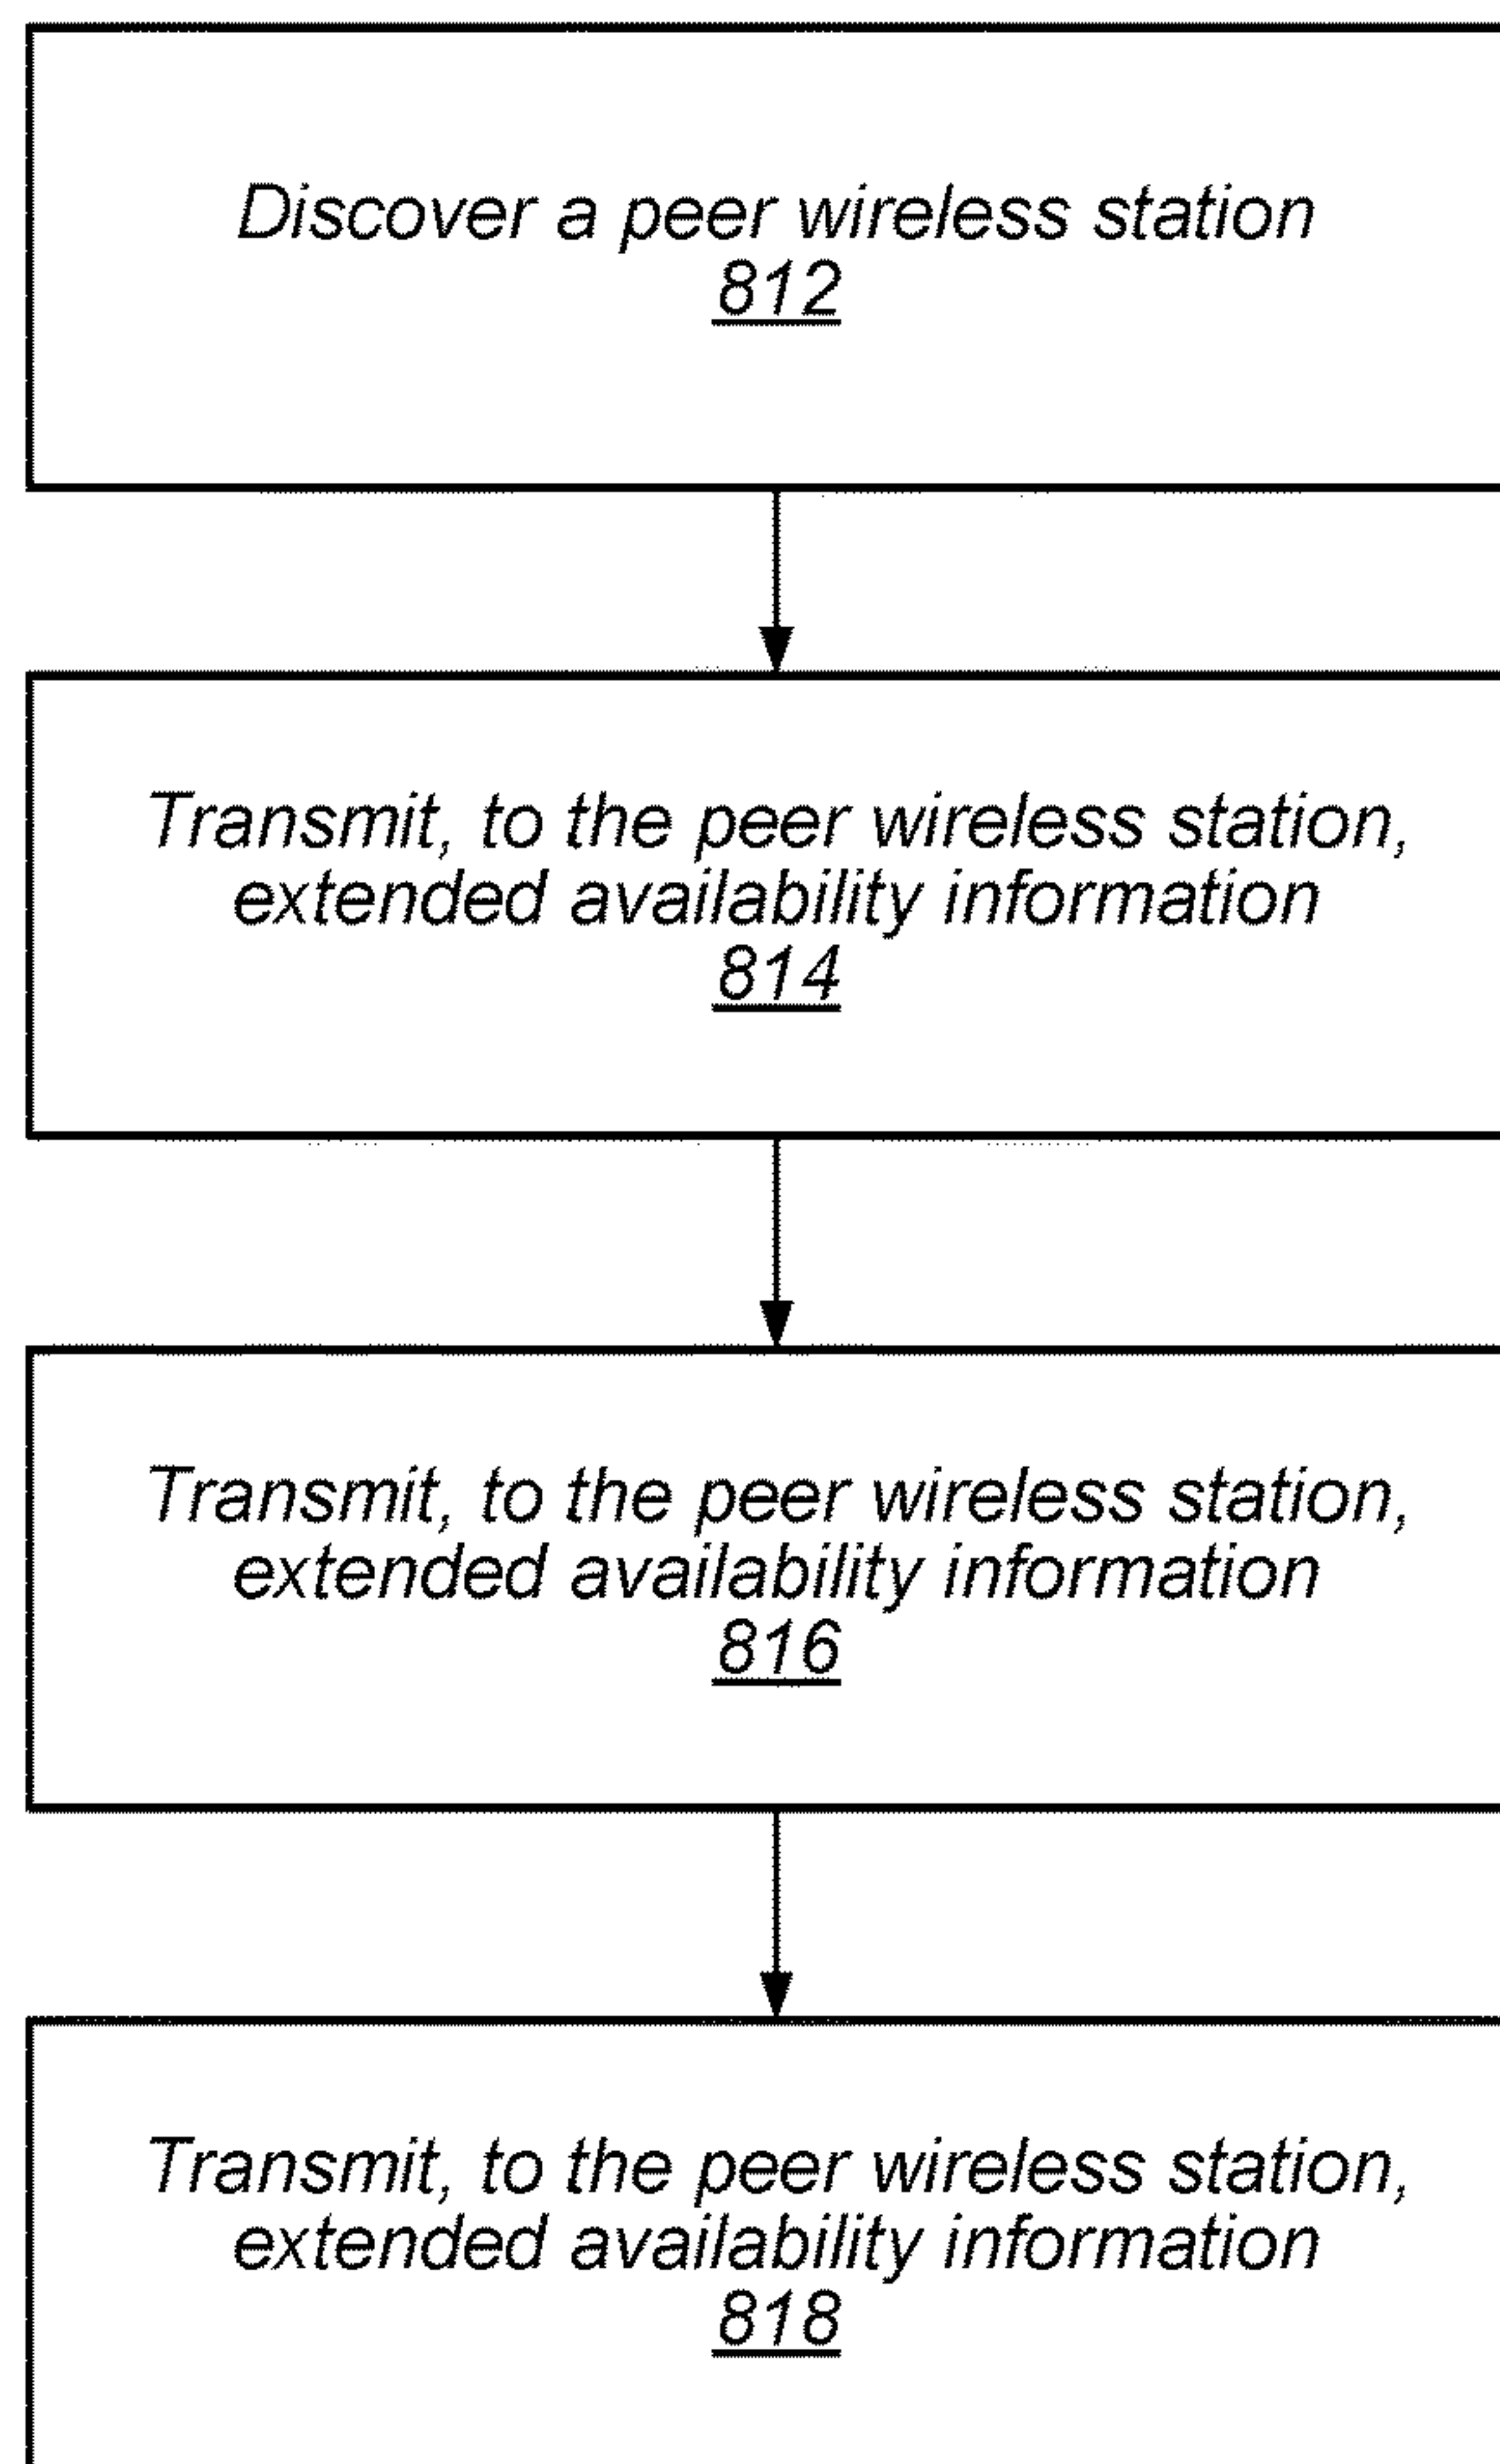 Discover a peer wireless station
812
Transmit, to the peer wireless station,
extended availability information
814
Transmit, to the peer wireless station,
extended availability information
816
Transmit, to the peer wireless station,
extended availability information
818